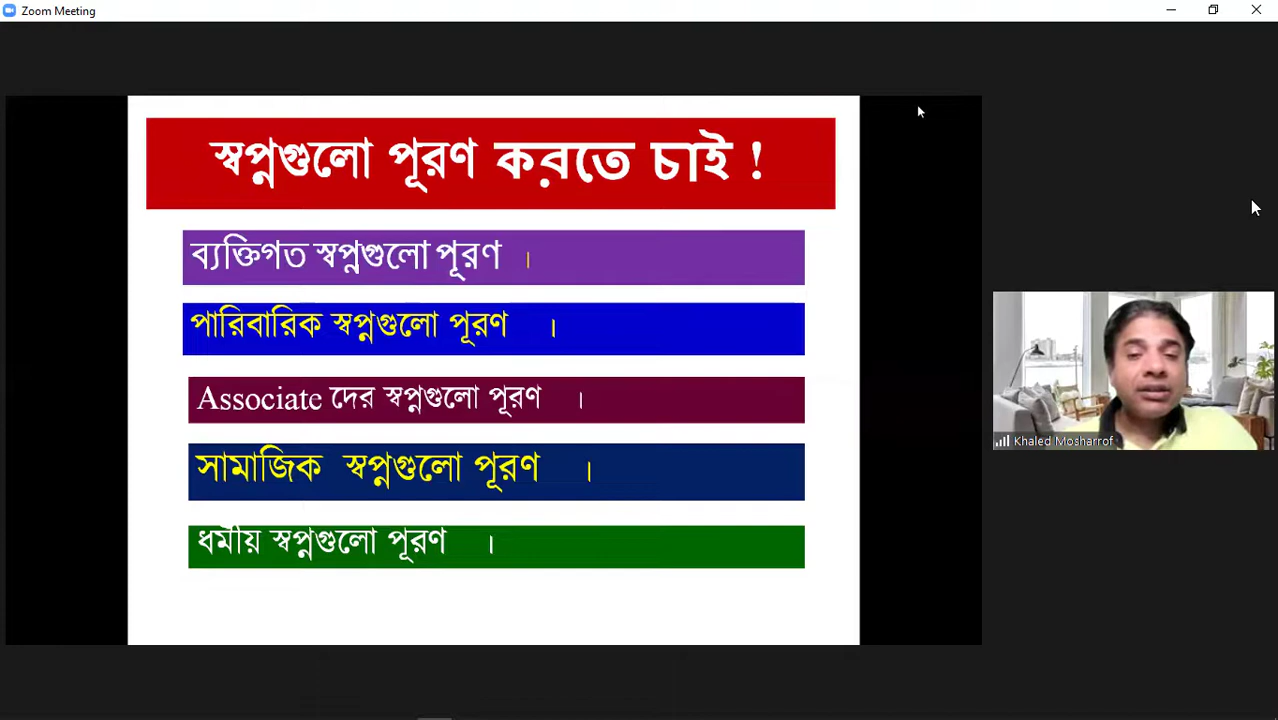 Zoom Meeting
স্বপ্নগুলো পূরণ করতে চাই !
ব্যক্তিগত স্বপ্নগুলো পূরণ ।
পারিবারিক স্বপ্নগুলো পূরণ ।
Associate দের স্বপ্নগুলো পূরণ ।
সামাজিক স্বপ্নগুলো পূরণ ।
ধর্মীয় স্বপ্নগুলো পূরণ ।
Khaled Mosharrof